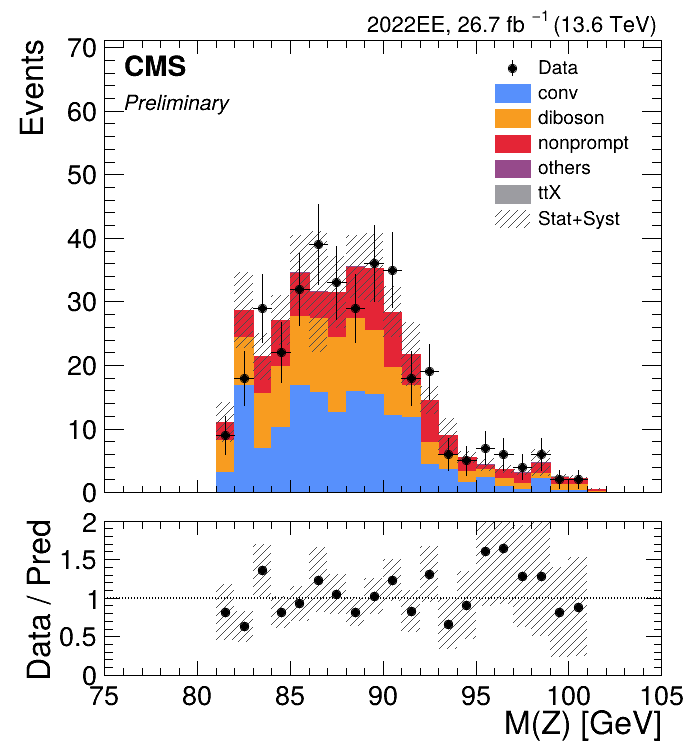 2022EE, 26.7 fb⁻¹ (13.6 TeV)
CMS
Preliminary
Events
70
60
50
40
30
20
10
0
Data
conv
diboson
nonprompt
others
ttX
Stat+Syst
Data / Pred
2
1.5
1
0.5
0
75 80 85 90 95 100 105
M(Z) [GeV]